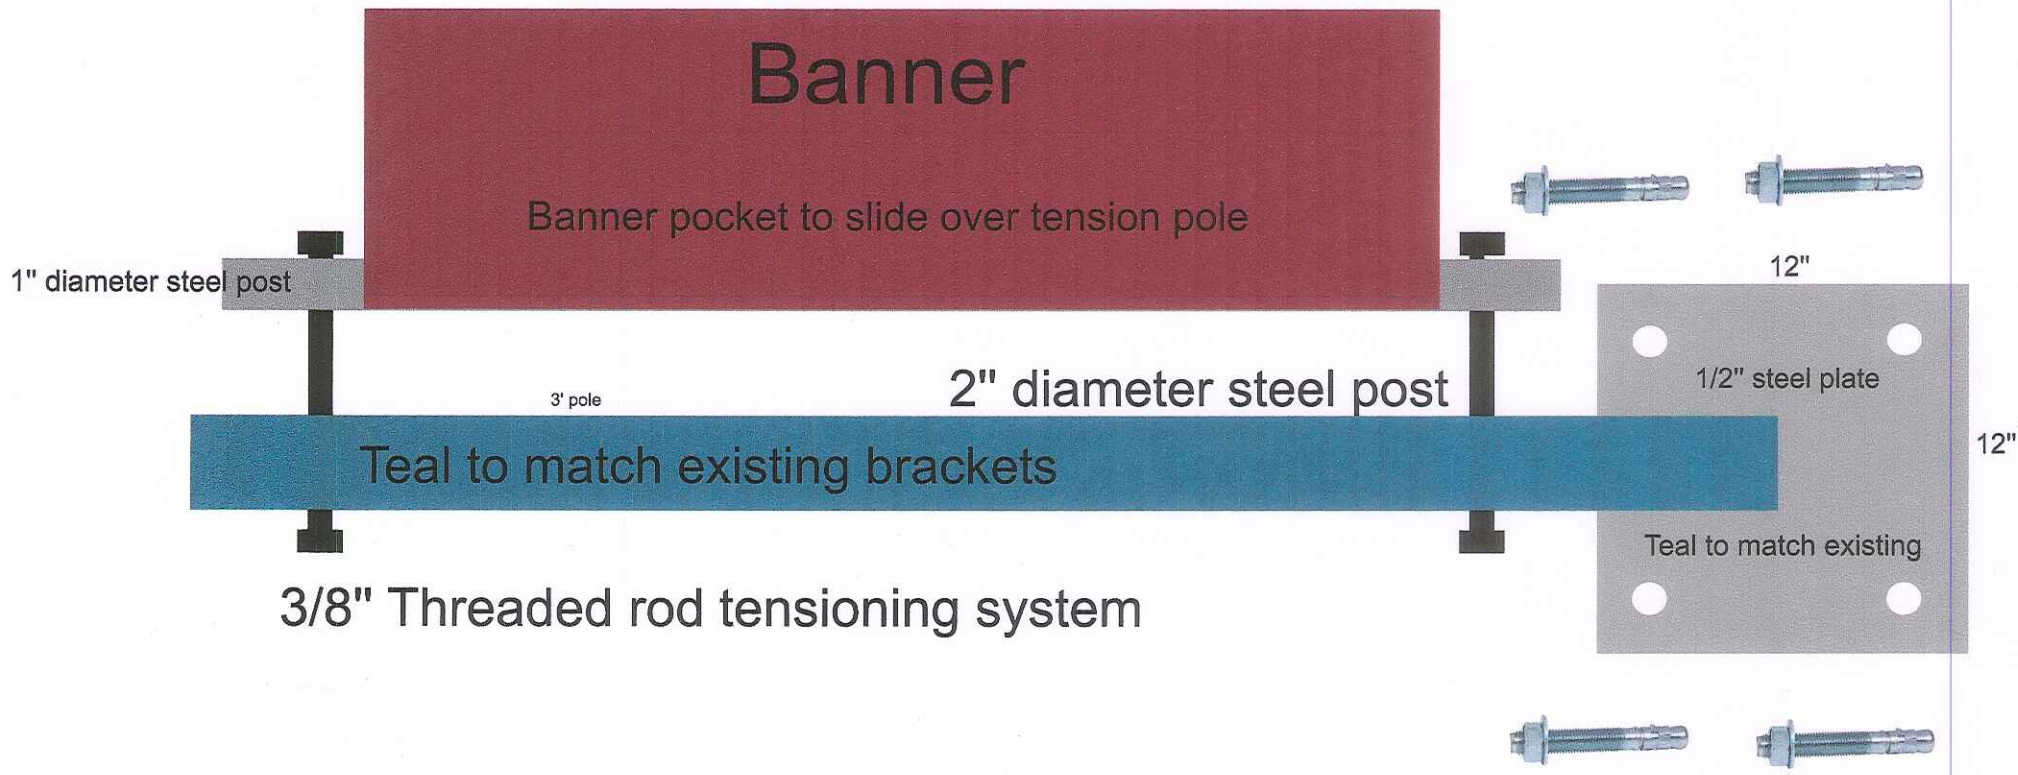 Banner
Banner pocket to slide over tension pole
1" diameter steel post
12"
1/2" steel plate
3' pole
2" diameter steel post
12"
Teal to match existing brackets
Teal to match existing
3/8" Threaded rod tensioning system